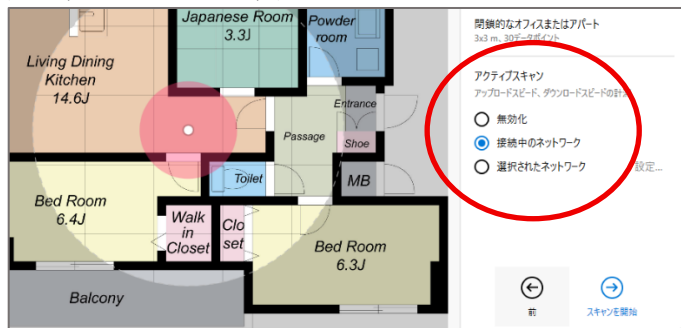 Japanese Room
3.3J
Powder
room
Living Dining
Kitchen
14.6J
Entrance
Passage
Shoe
Toilet
MB
Bed Room
6.4J
Walk
in
Closet
Clo
set
Bed Room
6.3J
Balcony
閉鎖的なオフィスまたはアパート
3x3 m、30データポイント
アクティブスキャン
アップロードスピード、ダウンロードスピードの計
無効化
接続中のネットワーク
選択されたネットワーク
設定...
前
スキャンを開始